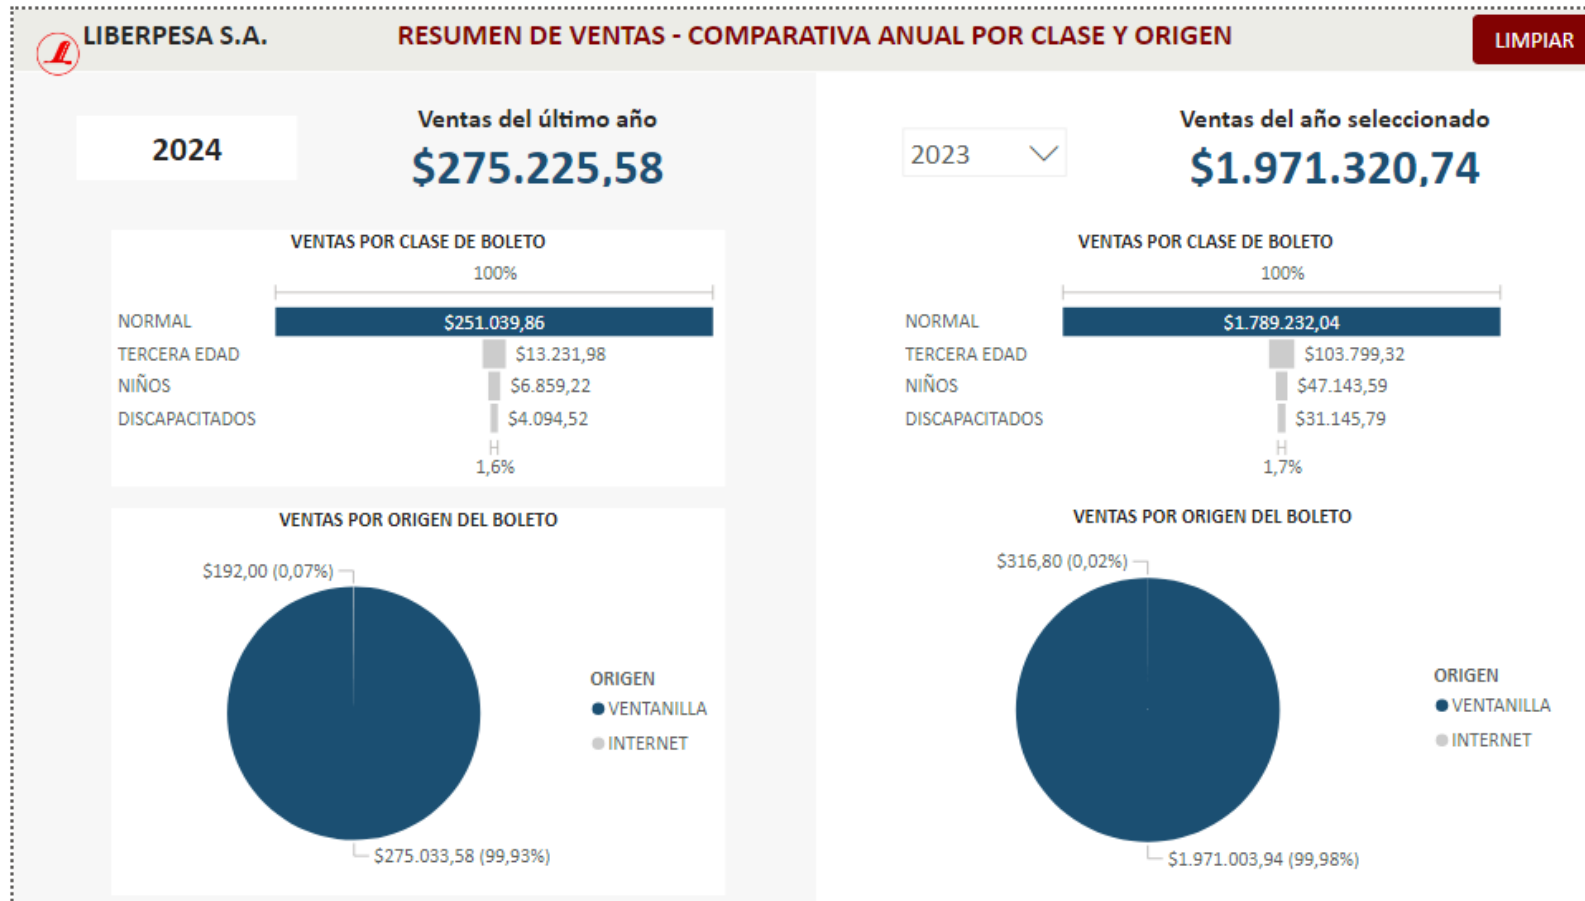 LIBERPESA S.A.
RESUMEN DE VENTAS - COMPARATIVA ANUAL POR CLASE Y ORIGEN
LIMPIAR
2024
Ventas del último año
$275.225,58
VENTAS POR CLASE DE BOLETO
100%
NORMAL $251.039,86
TERCERA EDAD $13.231,98
NIÑOS $6.859,22
DISCAPACITADOS $4.094,52
1,6%
VENTAS POR ORIGEN DEL BOLETO
$192,00 (0,07%)
ORIGEN
VENTANILLA
INTERNET
$275.033,58 (99,93%)
2023
Ventas del año seleccionado
$1.971.320,74
VENTAS POR CLASE DE BOLETO
100%
NORMAL $1.789.232,04
TERCERA EDAD $103.799,32
NIÑOS $47.143,59
DISCAPACITADOS $31.145,79
1,7%
VENTAS POR ORIGEN DEL BOLETO
$316,80 (0,02%)
ORIGEN
VENTANILLA
INTERNET
$1.971.003,94 (99,98%)